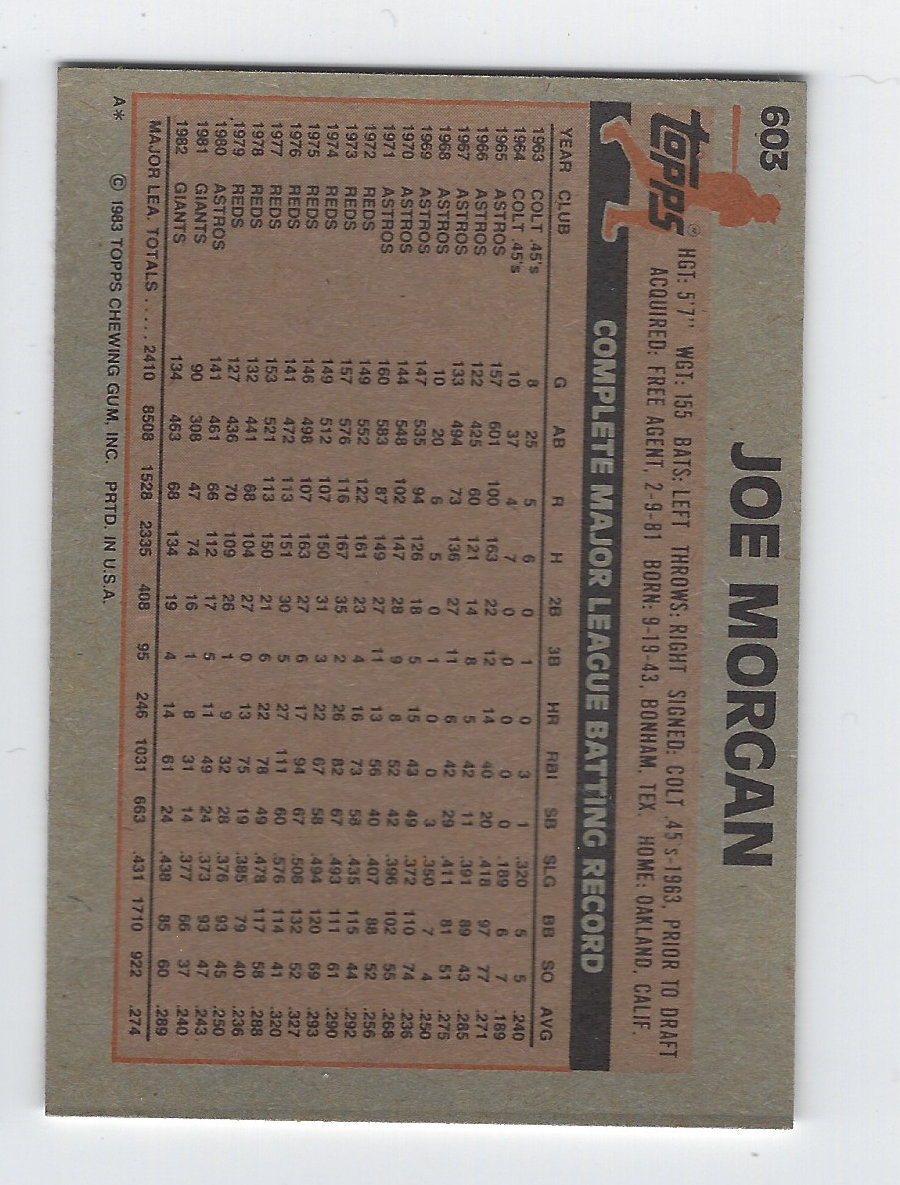 603
JOE MORGAN
topps®
HGT: 5'7" WGT: 155 BATS: LEFT THROWS: RIGHT SIGNED: COLT .45's-1963, PRIOR TO DRAFT
ACQUIRED: FREE AGENT, 2-9-81 BORN: 9-19-43, BONHAM, TEX. HOME: OAKLAND, CALIF.
COMPLETE MAJOR LEAGUE BATTING RECORD
YEAR CLUB G AB R H 2B 3B HR RBI SB SLG BB SO AVG
1963 COLT .45's 8 25 5 6 0 1 0 3 1 .320 5 5 .240
1964 COLT .45's 10 37 4 7 0 0 0 0 0 .189 6 7 .189
1965 ASTROS 157 601 100 163 22 12 14 40 20 .418 97 77 .271
1966 ASTROS 122 425 60 121 14 8 5 42 11 .391 89 43 .285
1967 ASTROS 133 494 73 136 27 11 6 42 29 .411 81 51 .275
1968 ASTROS 10 20 6 5 0 1 0 0 3 .350 7 4 .250
1969 ASTROS 147 535 94 126 18 5 15 43 49 .372 110 74 .236
1970 ASTROS 144 548 102 147 28 9 8 52 42 .396 102 55 .268
1971 ASTROS 160 583 87 149 27 11 13 56 40 .407 88 52 .256
1972 REDS 149 552 122 161 23 4 16 73 58 .435 115 44 .292
1973 REDS 157 576 116 167 35 2 26 82 67 .493 111 61 .290
1974 REDS 149 512 107 150 31 3 22 67 58 .494 120 69 .293
1975 REDS 146 498 107 163 27 6 17 94 67 .508 132 52 .327
1976 REDS 141 472 113 151 30 5 27 111 60 .576 114 41 .320
1977 REDS 153 521 113 150 21 6 22 78 49 .478 117 58 .288
1978 REDS 132 441 68 104 27 0 13 75 19 .385 79 40 .236
1979 REDS 127 436 70 109 26 1 9 32 28 .376 93 45 .250
1980 ASTROS 141 461 66 112 17 5 11 49 24 .373 93 47 .243
1981 GIANTS 90 308 47 74 16 1 8 31 14 .377 66 37 .240
1982 GIANTS 134 463 68 134 19 4 14 61 24 .438 85 60 .289
MAJOR LEA. TOTALS ..... 2410 8508 1528 2335 408 95 246 1031 663 .431 1710 922 .274
A* © 1983 TOPPS CHEWING GUM, INC. PRTD. IN U.S.A.